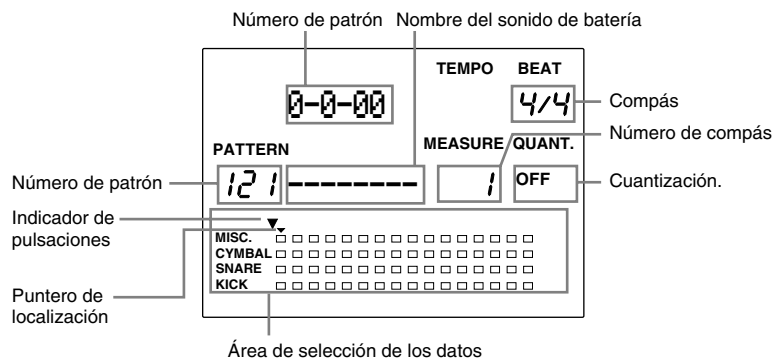 Número de patrón
Nombre del sonido de batería
TEMPO BEAT
0-0-00
4/4
Compás
Número de compás
PATTERN
MEASURE QUANT.
Número de patrón
121
--------
1
OFF
Cuantización.
Indicador de
pulsaciones
MISC.
CYMBAL
SNARE
KICK
Puntero de
localización
Área de selección de los datos